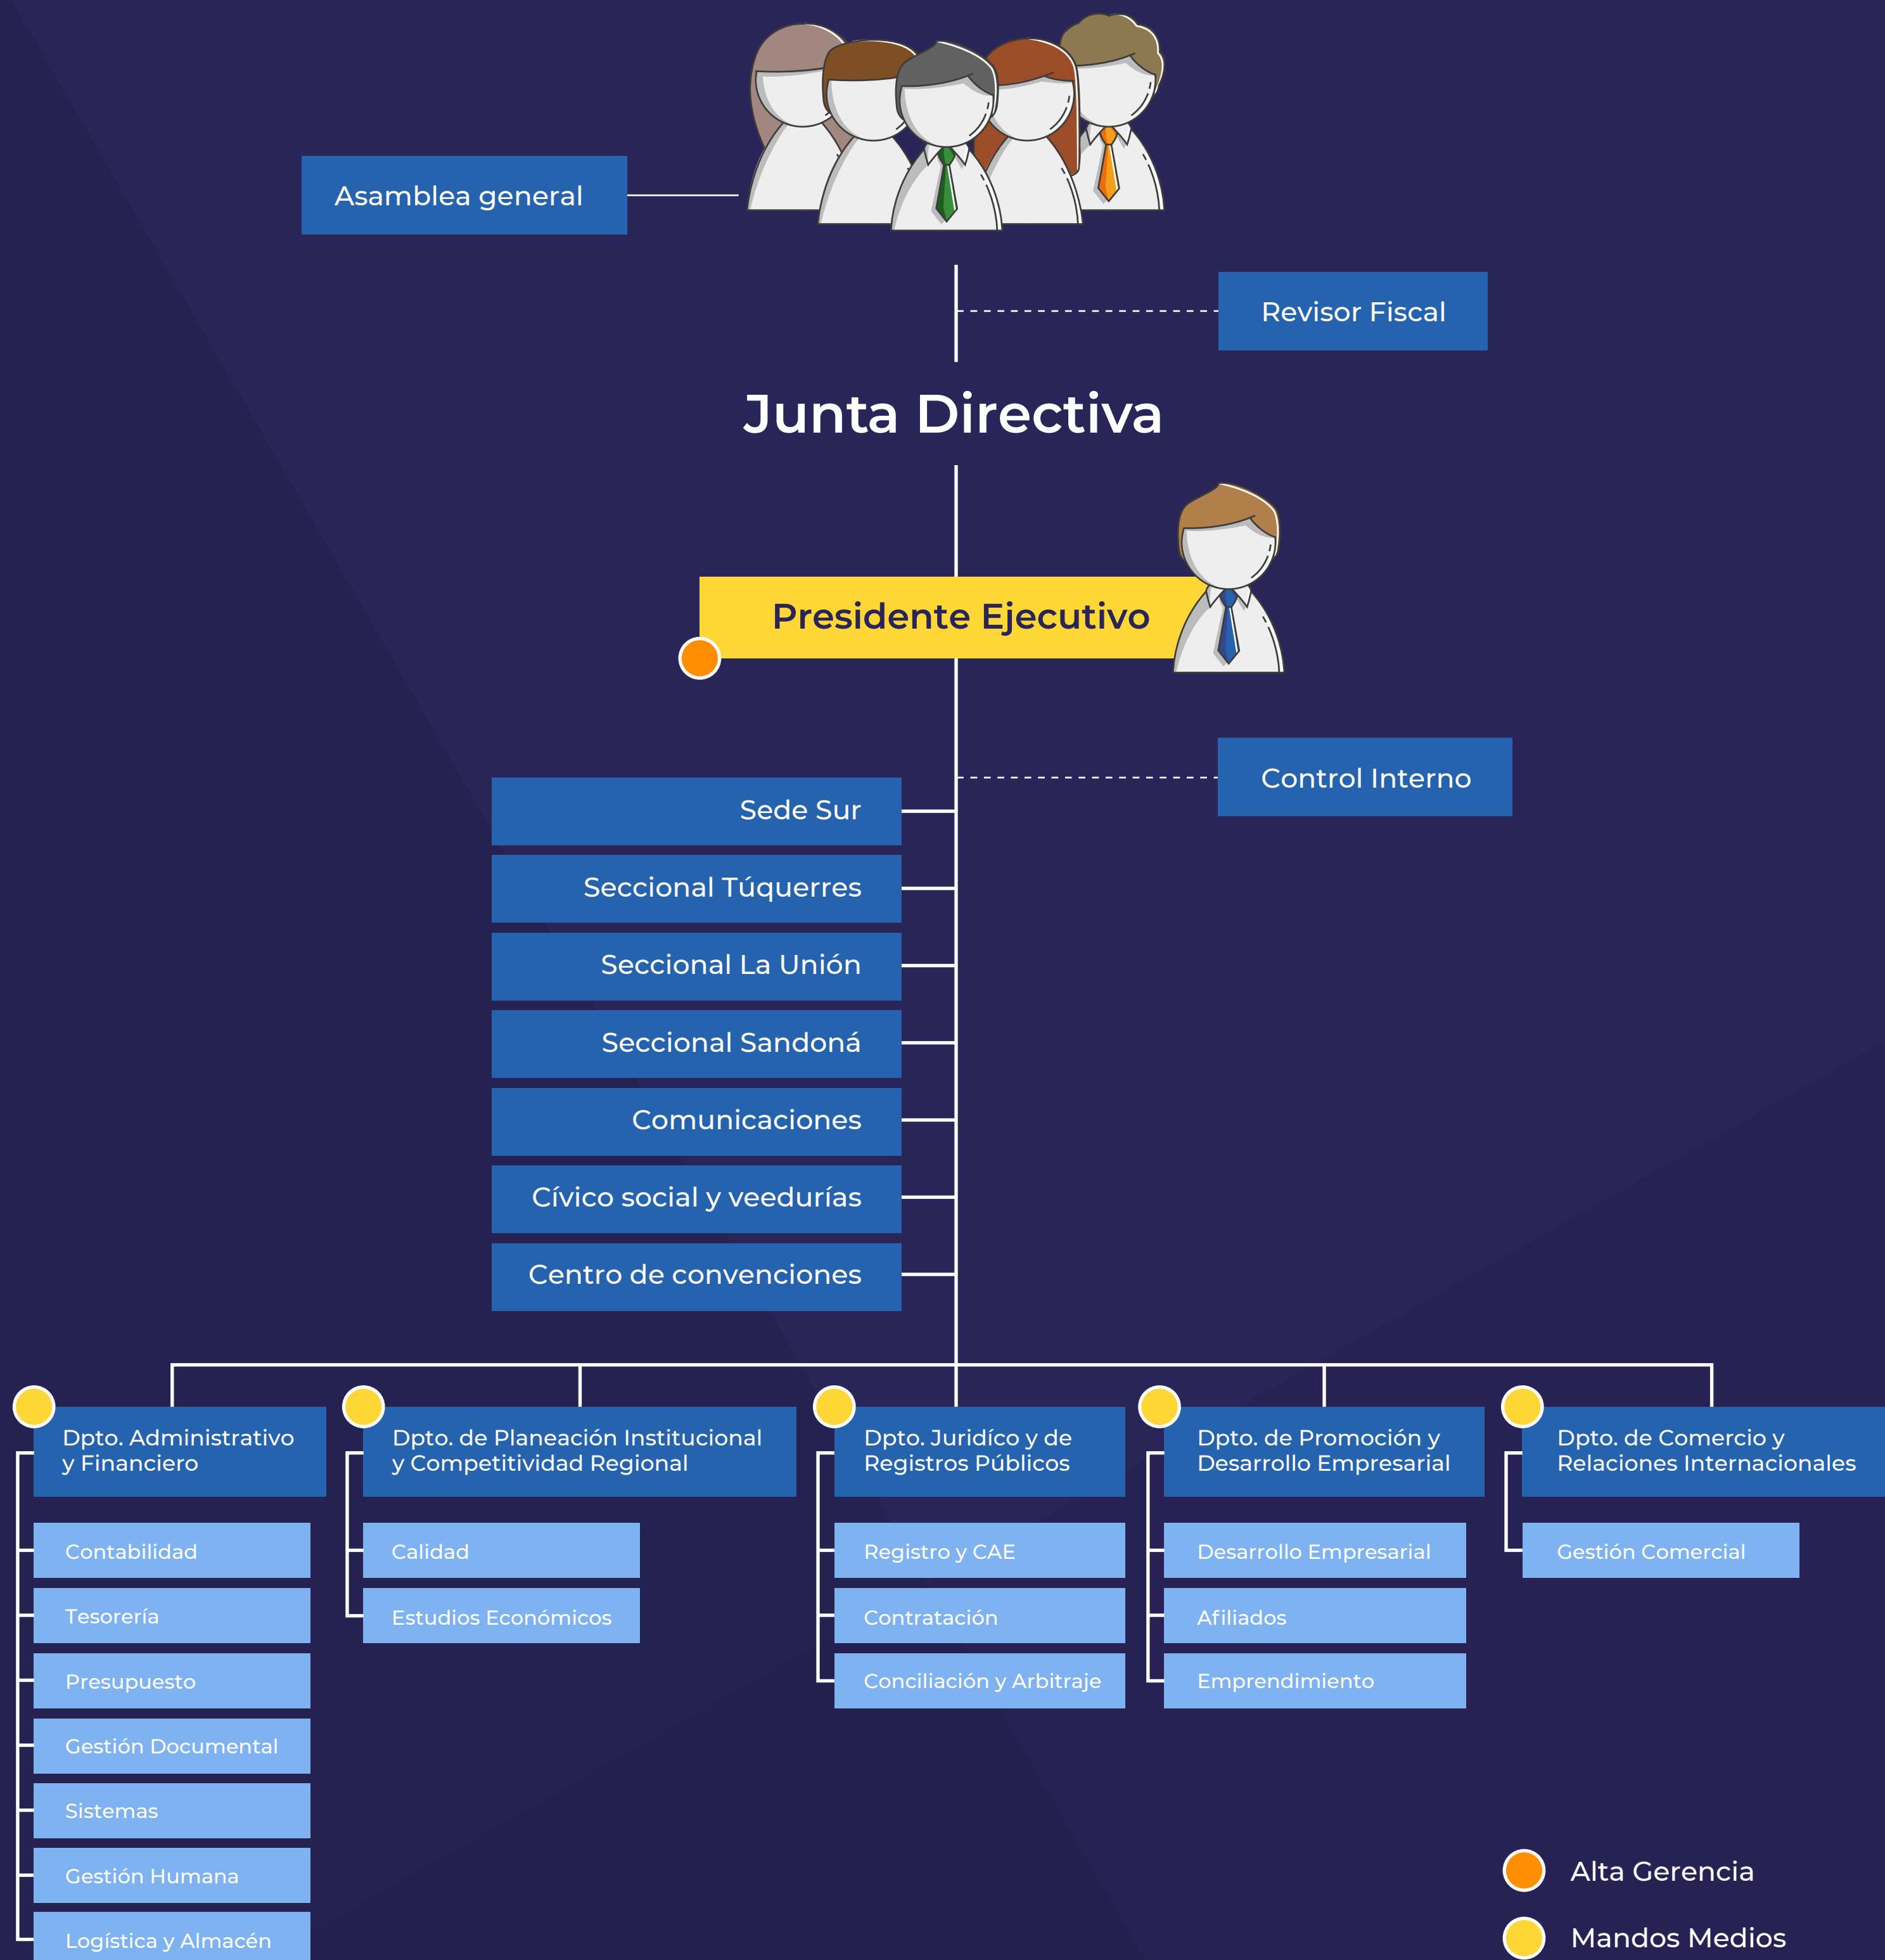 Asamblea general
Revisor Fiscal
Junta Directiva
Presidente Ejecutivo
Control Interno
Sede Sur
Seccional Túquerres
Seccional La Unión
Seccional Sandoná
Comunicaciones
Cívico social y veedurías
Centro de convenciones
Dpto. Administrativo
y Financiero
Contabilidad
Tesorería
Presupuesto
Gestión Documental
Sistemas
Gestión Humana
Logística y Almacén
Dpto. de Planeación Institucional
y Competitividad Regional
Calidad
Estudios Económicos
Dpto. Juridíco y de
Registros Públicos
Registro y CAE
Contratación
Conciliación y Arbitraje
Dpto. de Promoción y
Desarrollo Empresarial
Desarrollo Empresarial
Afiliados
Emprendimiento
Dpto. de Comercio y
Relaciones Internacionales
Gestión Comercial
Alta Gerencia
Mandos Medios